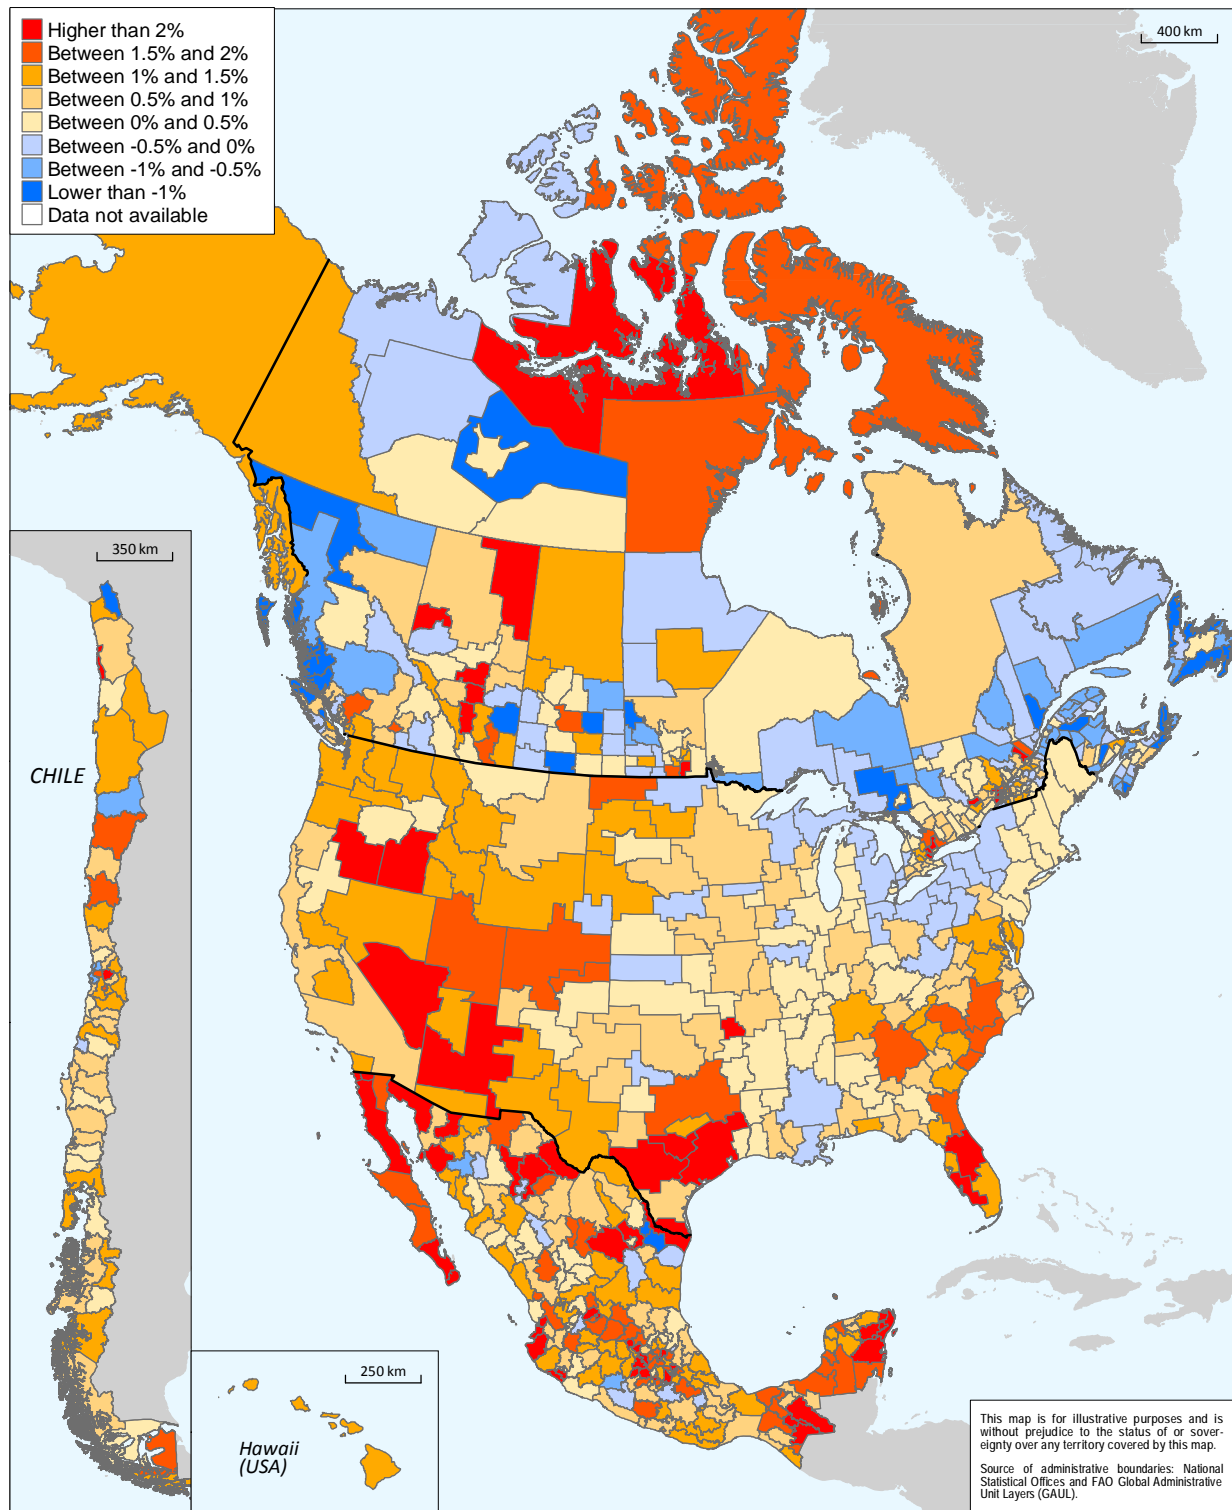 Higher than 2%
Between 1.5% and 2%
Between 1% and 1.5%
Between 0.5% and 1%
Between 0% and 0.5%
Between -0.5% and 0%
Between -1% and -0.5%
Lower than -1%
Data not available
400 km
350 km
CHILE
250 km
Hawaii
(USA)
This map is for illustrative purposes and is
without prejudice to the status of or sover-
eignty over any territory covered by this map.
Source of administrative boundaries: National
Statistical Offices and FAO Global Administrative
Unit Layers (GAUL).